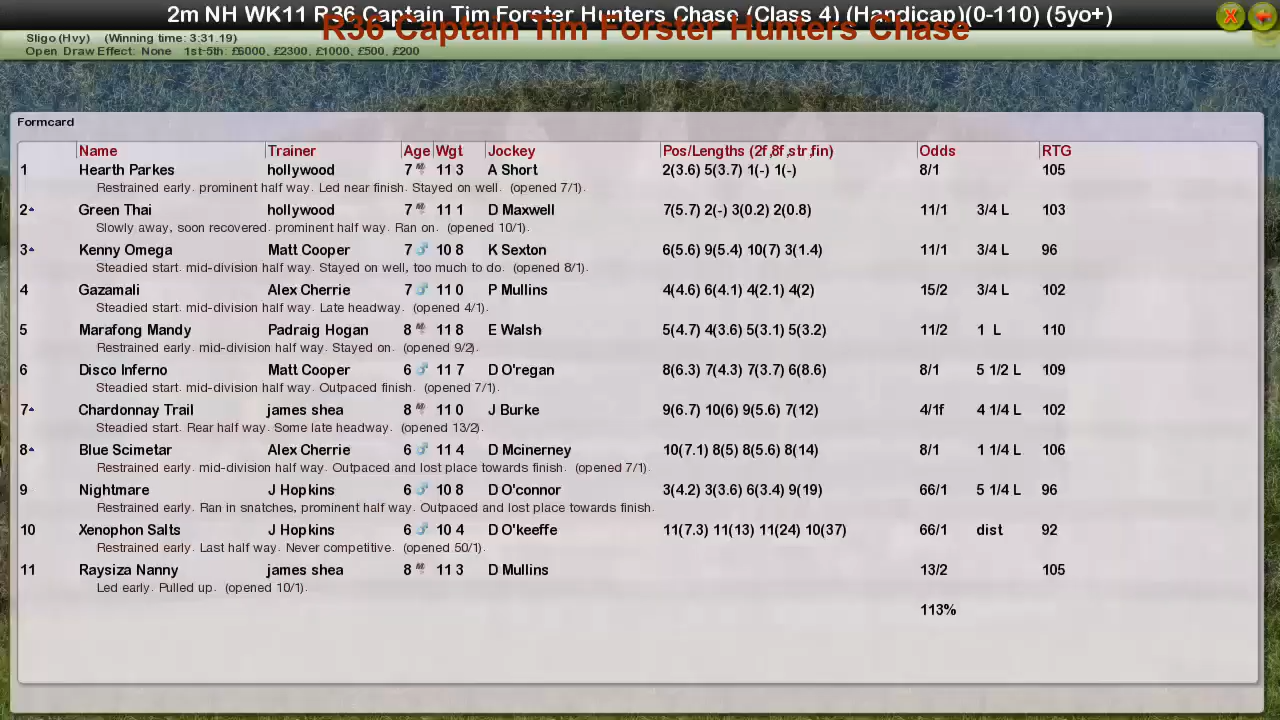 2m NH WK11 R36 Captain Tim Forster Hunters Chase (Class 4) (Handicap)(0-110) (5yo+)
R36 Captain Tim Forster Hunters Chase
Sligo (Hvy) (Winning time: 3:31.19)
Open Draw Effect: None 1st-5th: £6000, £2300, £1000, £500, £200
Formcard
Name Trainer Age Wgt Jockey Pos/Lengths (2f,8f,str,fin) Odds RTG
1 Hearth Parkes hollywood 7 11 3 A Short 2(3.6) 5(3.7) 1(-) 1(-) 8/1 105
Restrained early. prominent half way. Led near finish. Stayed on well. (opened 7/1).
2 Green Thai hollywood 7 11 1 D Maxwell 7(5.7) 2(-) 3(0.2) 2(0.8) 11/1 3/4 L 103
Slowly away, soon recovered. prominent half way. Ran on. (opened 10/1).
3 Kenny Omega Matt Cooper 7 10 8 K Sexton 6(5.6) 9(5.4) 10(7) 3(1.4) 11/1 3/4 L 96
Steadied start. mid-division half way. Stayed on well, too much to do. (opened 8/1).
4 Gazamali Alex Cherrie 7 11 0 P Mullins 4(4.6) 6(4.1) 4(2.1) 4(2) 15/2 3/4 L 102
Steadied start. mid-division half way. Late headway. (opened 4/1).
5 Marafong Mandy Padraig Hogan 8 11 8 E Walsh 5(4.7) 4(3.6) 5(3.1) 5(3.2) 11/2 1 L 110
Restrained early. mid-division half way. Stayed on. (opened 9/2).
6 Disco Inferno Matt Cooper 6 11 7 D O'regan 8(6.3) 7(4.3) 7(3.7) 6(8.6) 8/1 5 1/2 L 109
Steadied start. mid-division half way. Outpaced finish. (opened 7/1).
7 Chardonnay Trail james shea 8 11 0 J Burke 9(6.7) 10(6) 9(5.6) 7(12) 4/1f 4 1/4 L 102
Steadied start. Rear half way. Some late headway. (opened 13/2).
8 Blue Scimetar Alex Cherrie 6 11 4 D Mcinerney 10(7.1) 8(5) 8(5.6) 8(14) 8/1 1 1/4 L 106
Restrained early. mid-division half way. Outpaced and lost place towards finish. (opened 7/1).
9 Nightmare J Hopkins 6 10 8 D O'connor 3(4.2) 3(3.6) 6(3.4) 9(19) 66/1 5 1/4 L 96
Restrained early. Ran in snatches, prominent half way. Outpaced and lost place towards finish.
10 Xenophon Salts J Hopkins 6 10 4 D O'keeffe 11(7.3) 11(13) 11(24) 10(37) 66/1 dist 92
Restrained early. Last half way. Never competitive. (opened 50/1).
11 Raysiza Nanny james shea 8 11 3 D Mullins 13/2 105
Led early. Pulled up. (opened 10/1).
113%